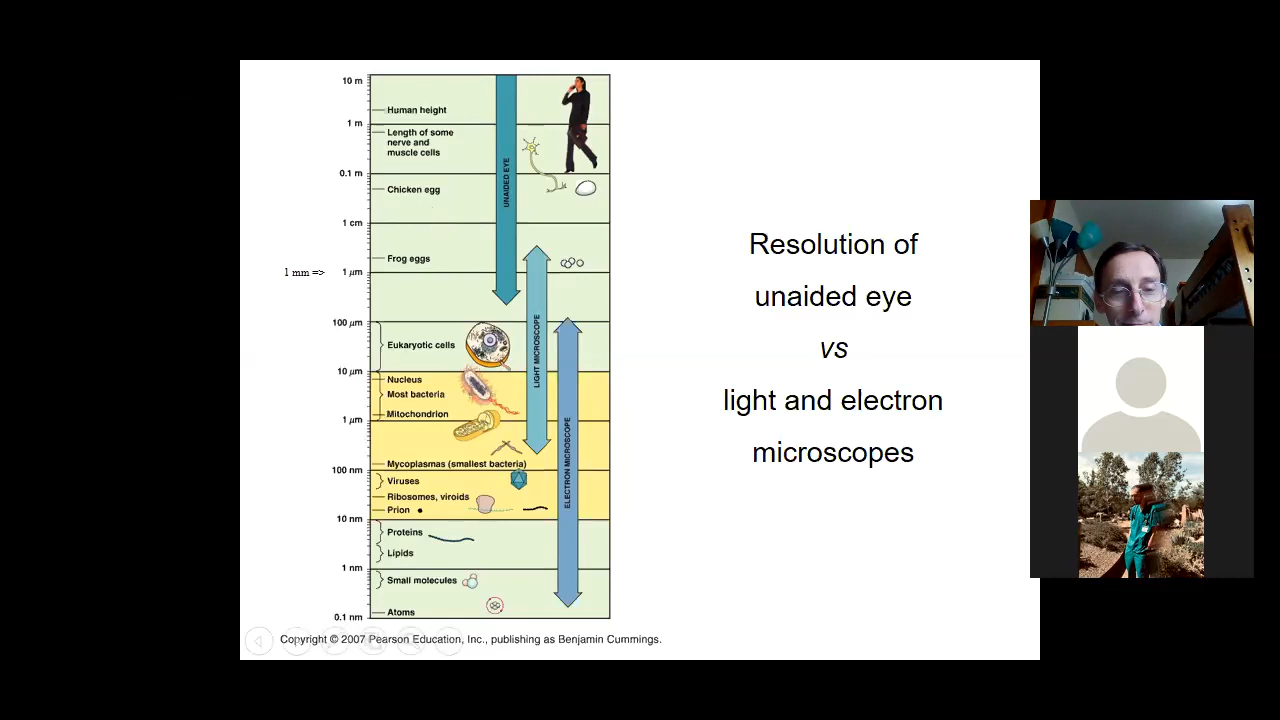 10 m
Human height
1 m
Length of some
nerve and
muscle cells
0.1 m
Chicken egg
1 cm
Frog eggs
1 mm =>
1 μm
100 μm
Eukaryotic cells
10 μm
Nucleus
Most bacteria
Mitochondrion
1 μm
Mycoplasmas (smallest bacteria)
100 nm
Viruses
Ribosomes, viroids
Prion
10 nm
Proteins
Lipids
1 nm
Small molecules
Atoms
0.1 nm
UNAIDED EYE
LIGHT MICROSCOPE
ELECTRON MICROSCOPE
Copyright © 2007 Pearson Education, Inc., publishing as Benjamin Cummings.
Resolution of
unaided eye
vs
light and electron
microscopes